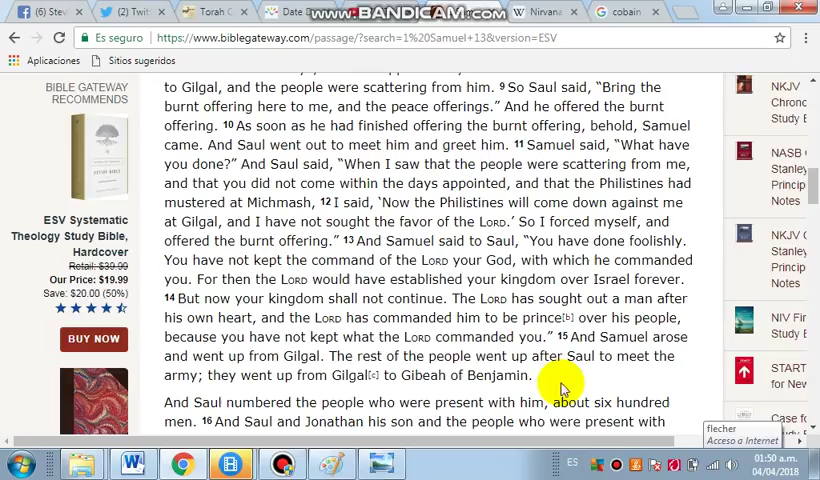 (6) Stev
(2) Twitt
Torah C
Date D
Nirvana
cobain
www.BANDICAM.com
Es seguro
https://www.biblegateway.com/passage/?search=1%20Samuel+13&version=ESV
Aplicaciones
Sitios sugeridos
BIBLE GATEWAY
RECOMMENDS
ESV Systematic
Theology Study Bible,
Hardcover
Retail: $39.99
Our Price: $19.99
Save: $20.00 (50%)
BUY NOW
to Gilgal, and the people were scattering from him. 9 So Saul said, “Bring the
burnt offering here to me, and the peace offerings.” And he offered the burnt
offering. 10 As soon as he had finished offering the burnt offering, behold, Samuel
came. And Saul went out to meet him and greet him. 11 Samuel said, “What have
you done?” And Saul said, “When I saw that the people were scattering from me,
and that you did not come within the days appointed, and that the Philistines had
mustered at Michmash, 12 I said, ‘Now the Philistines will come down against me
at Gilgal, and I have not sought the favor of the LORD.’ So I forced myself, and
offered the burnt offering.” 13 And Samuel said to Saul, “You have done foolishly.
You have not kept the command of the LORD your God, with which he commanded
you. For then the LORD would have established your kingdom over Israel forever.
14 But now your kingdom shall not continue. The LORD has sought out a man after
his own heart, and the LORD has commanded him to be prince[b] over his people,
because you have not kept what the LORD commanded you.” 15 And Samuel arose
and went up from Gilgal. The rest of the people went up after Saul to meet the
army; they went up from Gilgal[c] to Gibeah of Benjamin.
And Saul numbered the people who were present with him, about six hundred
men. 16 And Saul and Jonathan his son and the people who were present with
NKJV
Chrono
Study B
NASB C
Stanley
Principl
Notes
NKJV C
Stanley
Principl
Notes
NIV Fir
Study B
START
for New
Case fo
flecher
Acceso a Internet
ES
01:50 a.m.
04/04/2018